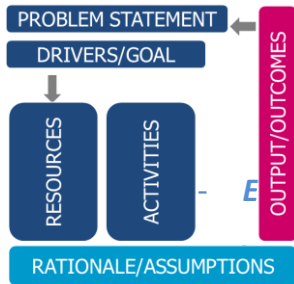 PROBLEM STATEMENT
DRIVERS/GOAL
RESOURCES
ACTIVITIES
- E
OUTPUT/OUTCOMES
RATIONALE/ASSUMPTIONS